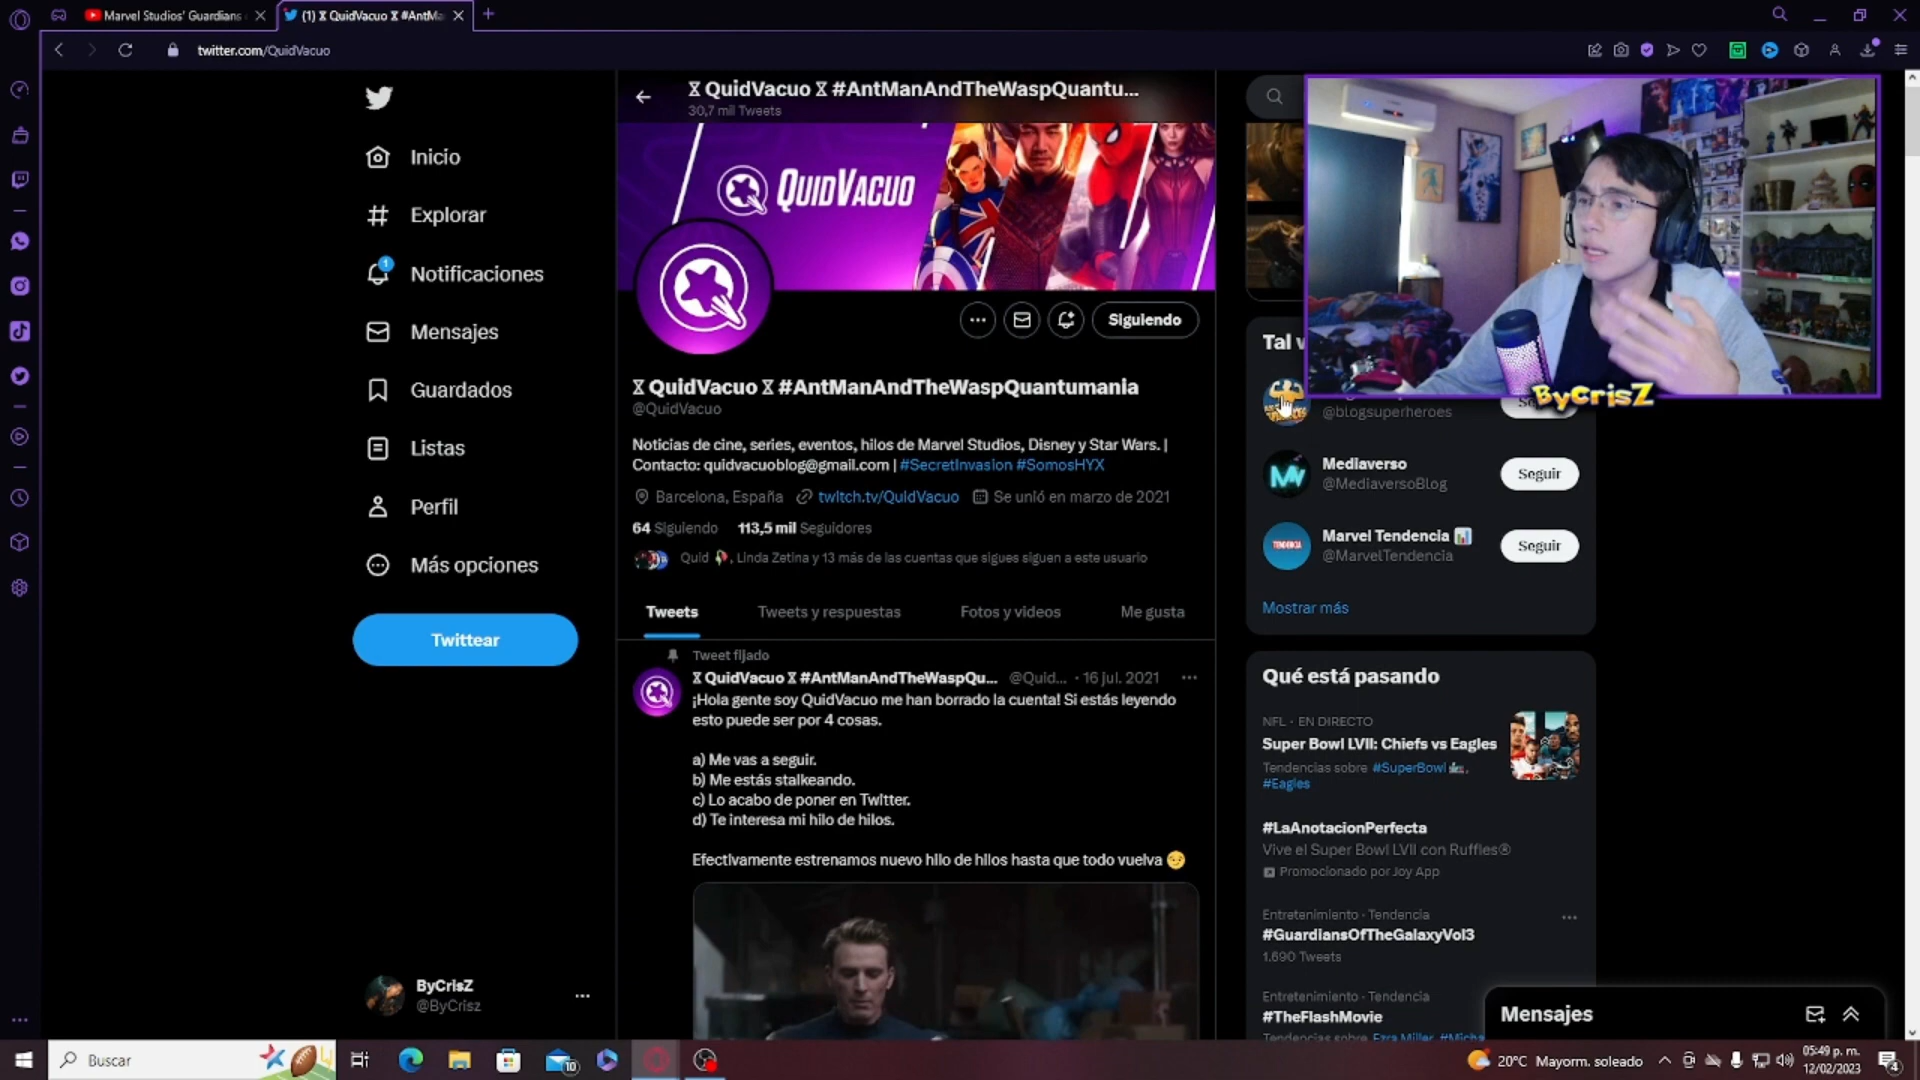 Marvel Studios' Guardians
(1) ⧖ QuidVacuo ⧖ #AntMa
twitter.com/QuidVacuo
⧖ QuidVacuo ⧖ #AntManAndTheWaspQuantu...
30,7 mil Tweets
Inicio
Explorar
1
Notificaciones
Mensajes
Guardados
Listas
Perfil
Más opciones
Twittear
ByCrisZ
@ByCrisz
QUIDVACUO
Siguiendo
⧖ QuidVacuo ⧖ #AntManAndTheWaspQuantumania
@QuidVacuo
Noticias de cine, series, eventos, hilos de Marvel Studios, Disney y Star Wars. |
Contacto: quidvacuoblog@gmail.com | #SecretInvasion #SomosHYX
Barcelona, España twitch.tv/QuidVacuo Se unió en marzo de 2021
64 Siguiendo 113,5 mil Seguidores
Quid 🥀, Linda Zetina y 13 más de las cuentas que sigues siguen a este usuario
Tweets Tweets y respuestas Fotos y videos Me gusta
Tweet fijado
⧖ QuidVacuo ⧖ #AntManAndTheWaspQu... @Quid... · 16 jul. 2021
¡Hola gente soy QuidVacuo me han borrado la cuenta! Si estás leyendo
esto puede ser por 4 cosas.
a) Me vas a seguir.
b) Me estás stalkeando.
c) Lo acabo de poner en Twitter.
d) Te interesa mi hilo de hilos.
Efectivamente estrenamos nuevo hilo de hilos hasta que todo vuelva 😏
ByCrisZ
Tal v
@blogsuperheroes
Se
Mediaverso
@MediaversoBlog
Seguir
TENDENCIA
Marvel Tendencia 📊
@MarvelTendencia
Seguir
Mostrar más
Qué está pasando
NFL · EN DIRECTO
Super Bowl LVII: Chiefs vs Eagles
Tendencias sobre #SuperBowl,
#Eagles
#LaAnotacionPerfecta
Vive el Super Bowl LVII con Ruffles®
Promocionado por Joy App
Entretenimiento · Tendencia
#GuardiansOfTheGalaxyVol3
1.690 Tweets
Entretenimiento · Tendencia
#TheFlashMovie
Tendencias sobre Ezra Miller, #Micha
Mensajes
Buscar
10
20°C Mayorm. soleado
05:49 p. m.
12/02/2023
4